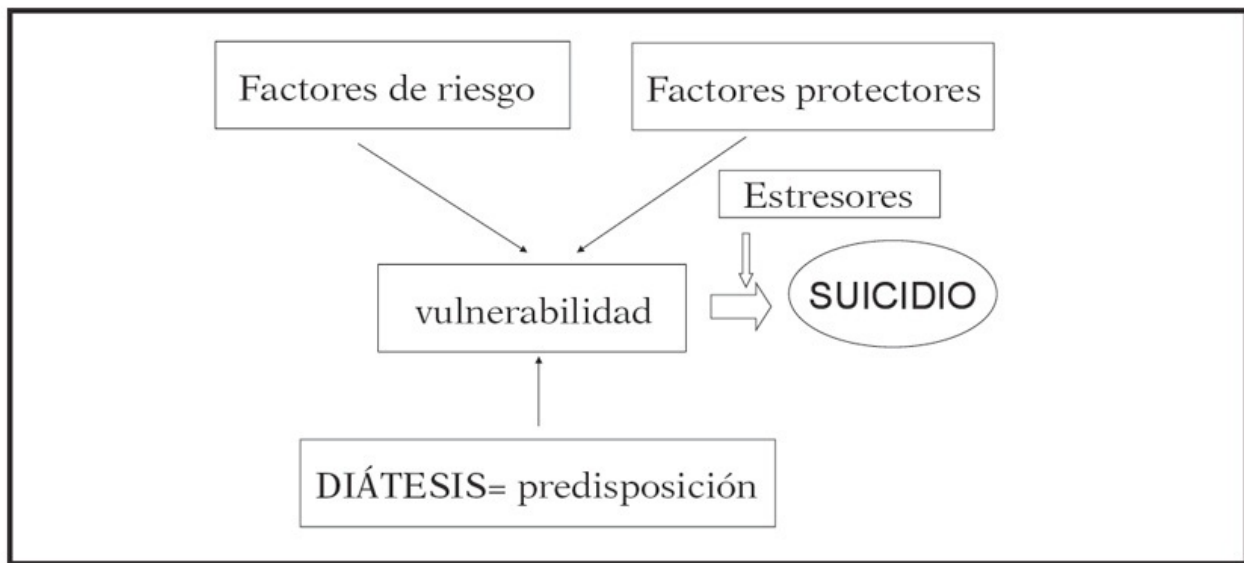 Factores de riesgo
Factores protectores
Estresores
vulnerabilidad
SUICIDIO
DIÁTESIS= predisposición